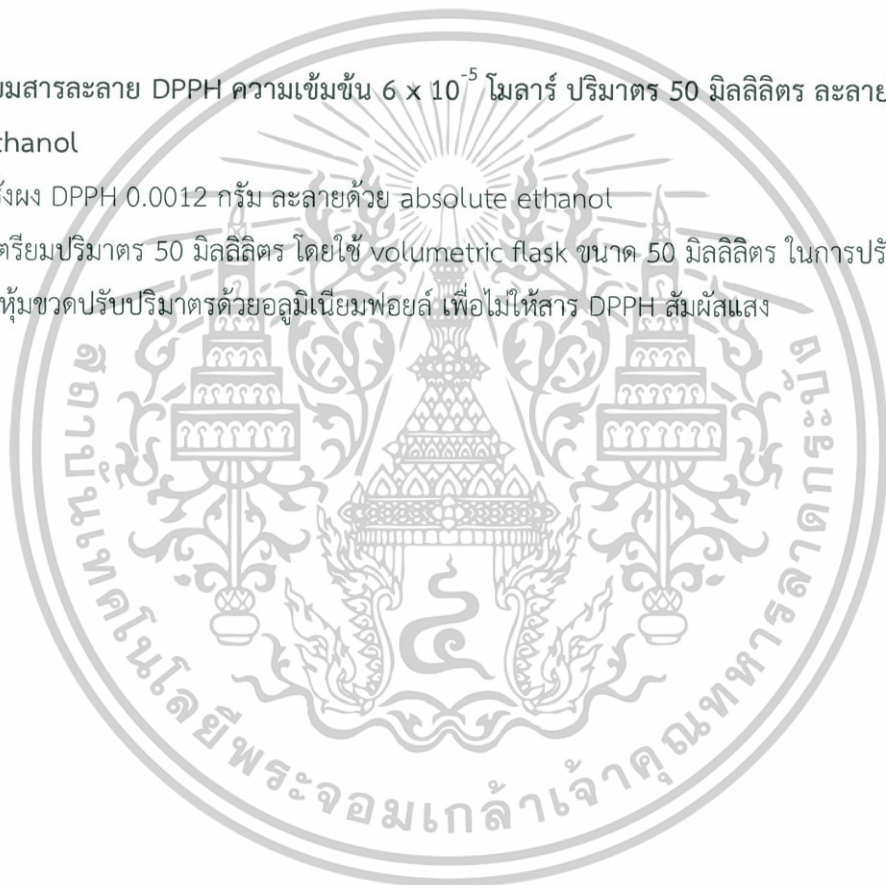 ยมสารละลาย DPPH ความเข้มข้น 6 x 10⁻⁵ โมลาร์ ปริมาตร 50 มิลลิลิตร ละลาย
thanol
ชั่งผง DPPH 0.0012 กรัม ละลายด้วย absolute ethanol
ตรียมปริมาตร 50 มิลลิลิตร โดยใช้ volumetric flask ขนาด 50 มิลลิลิตร ในการปรั
หุ้มขวดปรับปริมาตรด้วยอลูมิเนียมฟอยล์ เพื่อไม่ให้สาร DPPH สัมผัสแสง
สถาบันเทคโนโลยีพระจอมเกล้าเจ้าคุณทหารลาดกระบัง